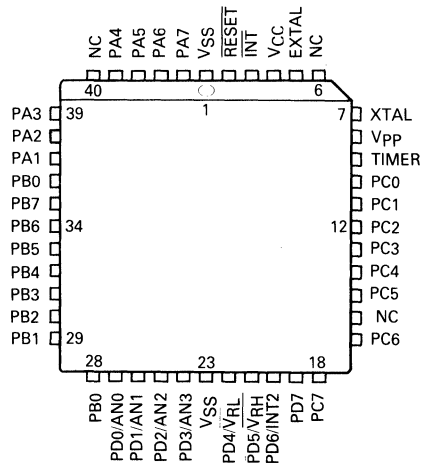 NC PA4 PA5 PA6 PA7 VSS RESET INT VCC EXTAL NC
40 1 6
PA3 39 7 XTAL
PA2 VPP
PA1 TIMER
PB0 PC0
PB7 PC1
PB6 34 12 PC2
PB5 PC3
PB4 PC4
PB3 PC5
PB2 NC
PB1 29 PC6
28 23 18
PB0 PD0/AN0 PD1/AN1 PD2/AN2 PD3/AN3 VSS PD4/VRL PD5/VRH PD6/INT2 PD7 PC7